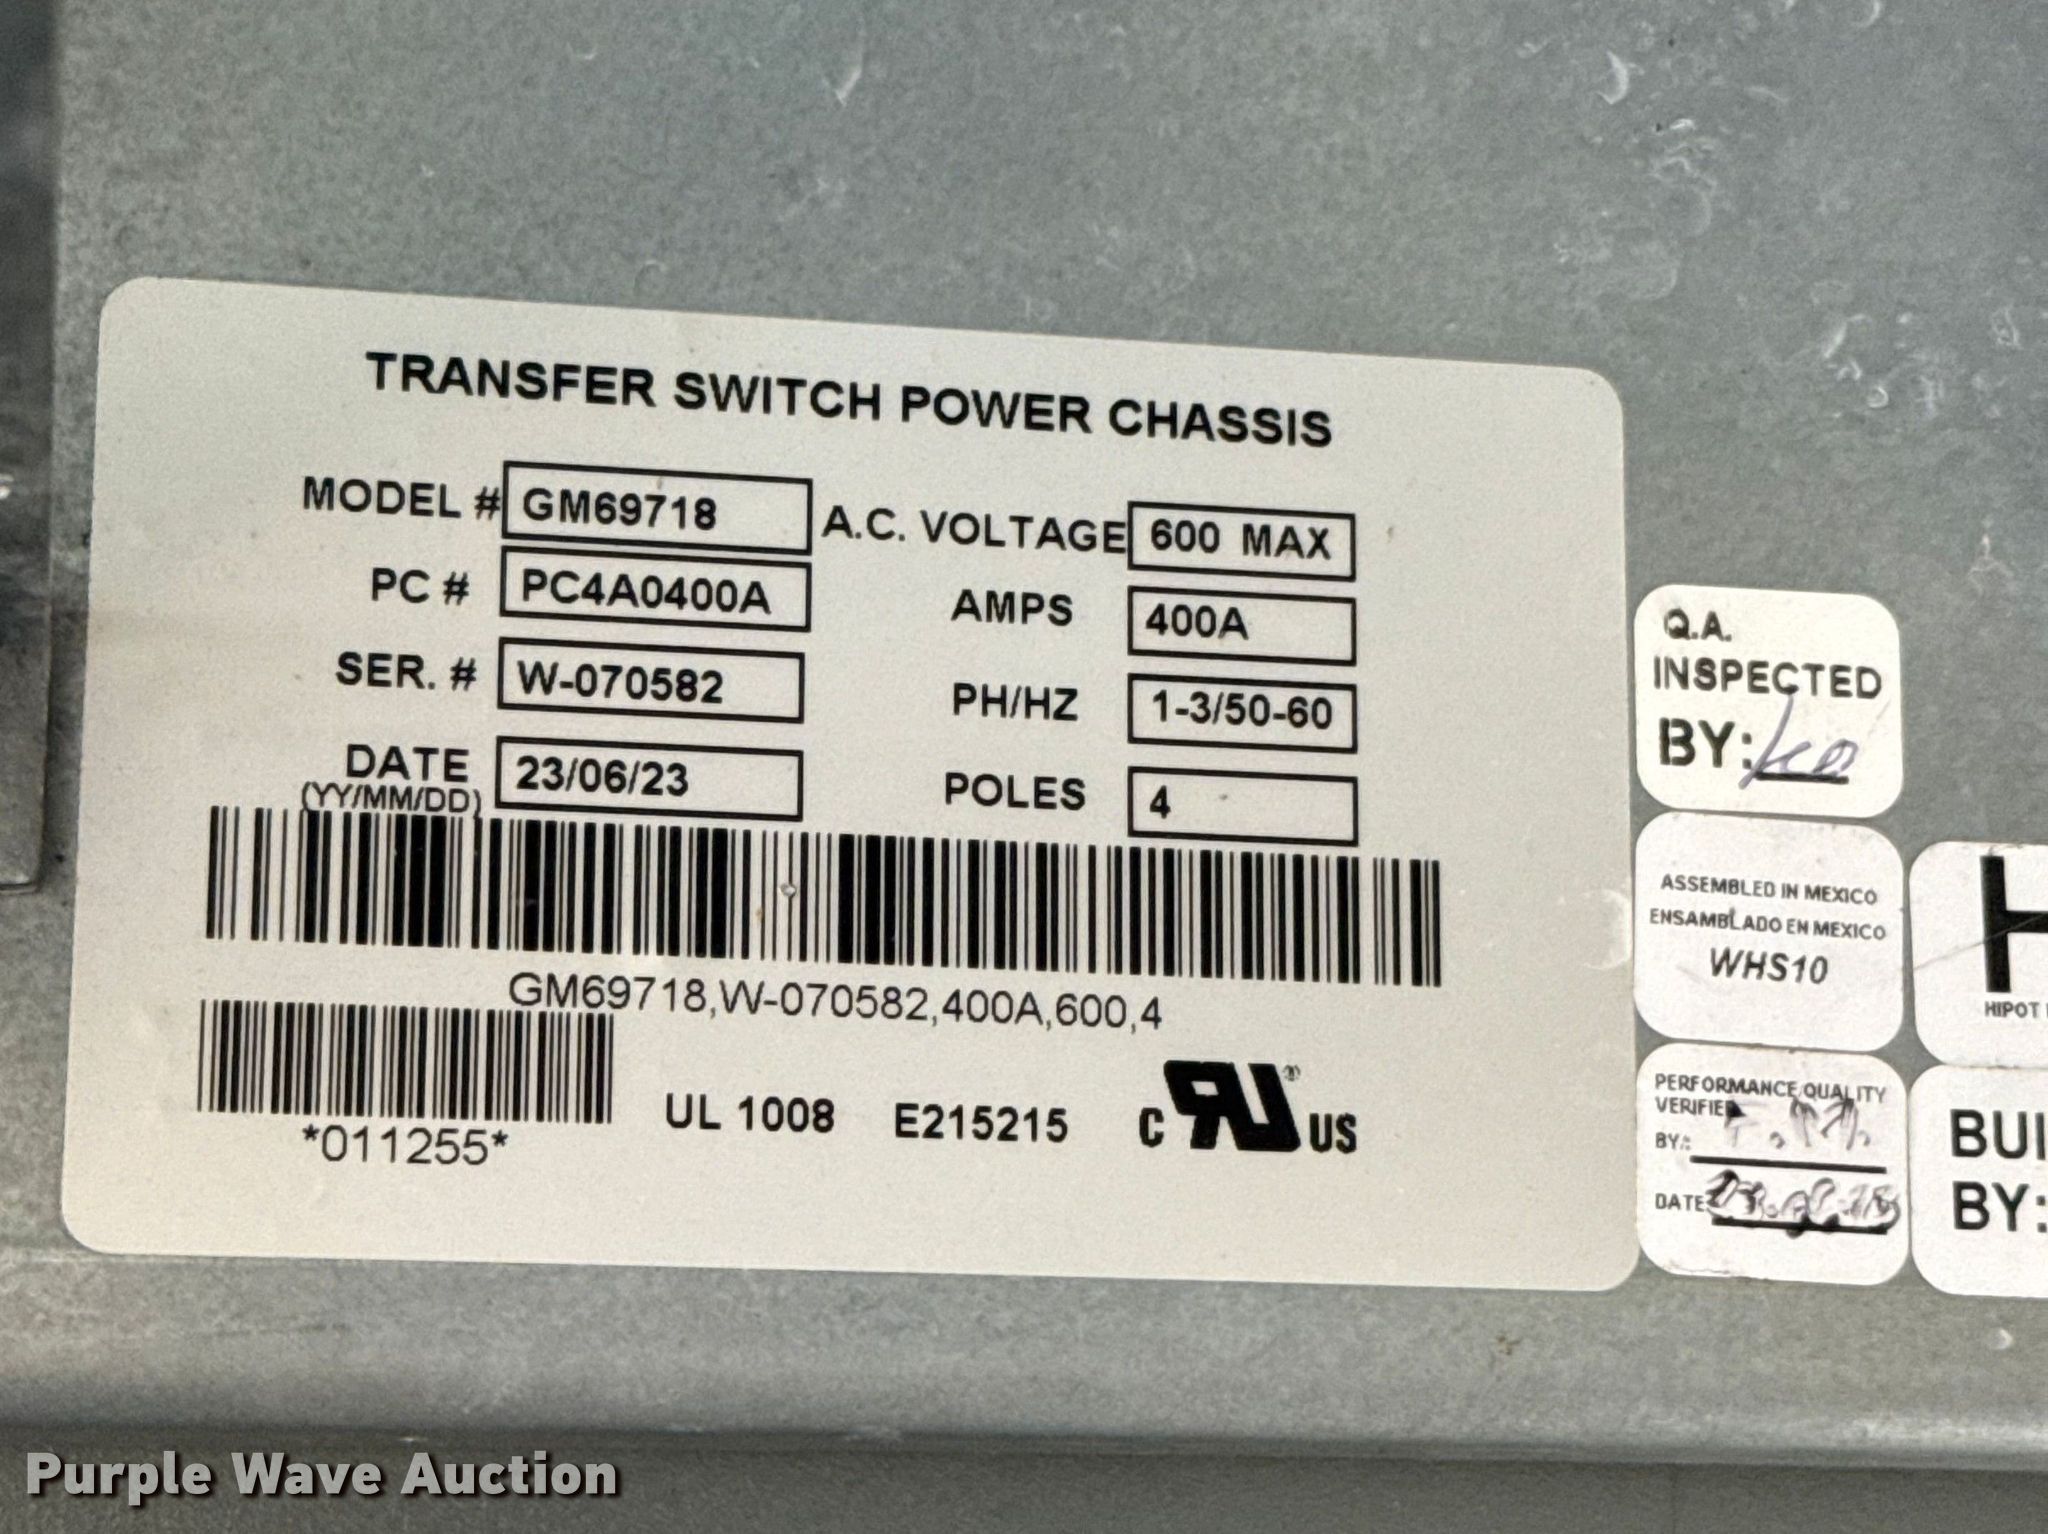 TRANSFER SWITCH POWER CHASSIS
MODEL # GM69718 A.C. VOLTAGE 600 MAX
PC # PC4A0400A AMPS 400A
SER. # W-070582 PH/HZ 1-3/50-60
DATE 23/06/23 POLES 4
(YY/MM/DD)
GM69718,W-070582,400A,600,4
*011255*
UL 1008 E215215 C RU ® US
Q.A.
INSPECTED
BY:
ASSEMBLED IN MEXICO
ENSAMBLADO EN MEXICO
WHS10
PERFORMANCE QUALITY
VERIFIED
BY:
DATE
H
HIPOT
BUI
BY:
Purple Wave Auction